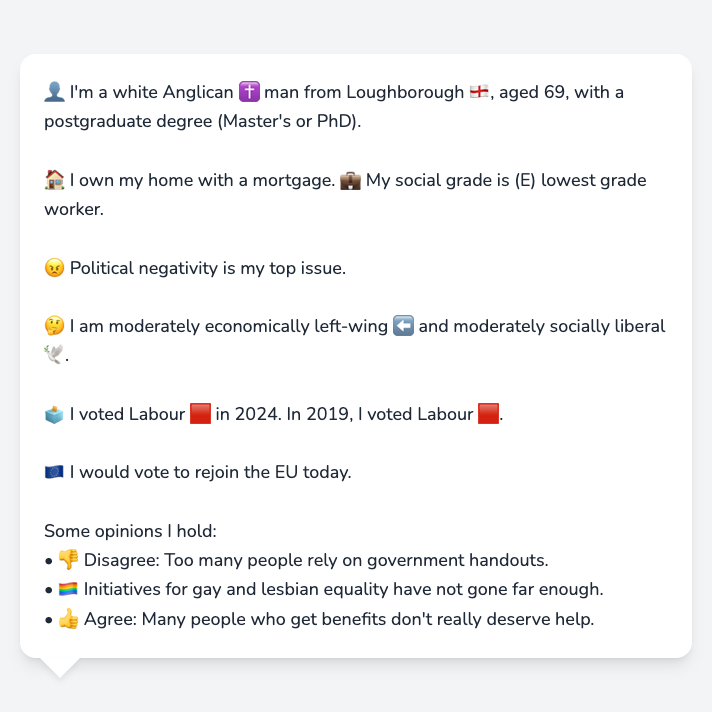 👤 I'm a white Anglican ✝️ man from Loughborough 🏴󠁧󠁢󠁥󠁮󠁧󠁿, aged 69, with a
postgraduate degree (Master's or PhD).
🏠 I own my home with a mortgage. 💼 My social grade is (E) lowest grade
worker.
😠 Political negativity is my top issue.
🤔 I am moderately economically left-wing ⬅️ and moderately socially liberal
🕊️.
🗳️ I voted Labour 🟥 in 2024. In 2019, I voted Labour 🟥.
🇪🇺 I would vote to rejoin the EU today.
Some opinions I hold:
• 👎 Disagree: Too many people rely on government handouts.
• 🏳️‍🌈 Initiatives for gay and lesbian equality have not gone far enough.
• 👍 Agree: Many people who get benefits don't really deserve help.